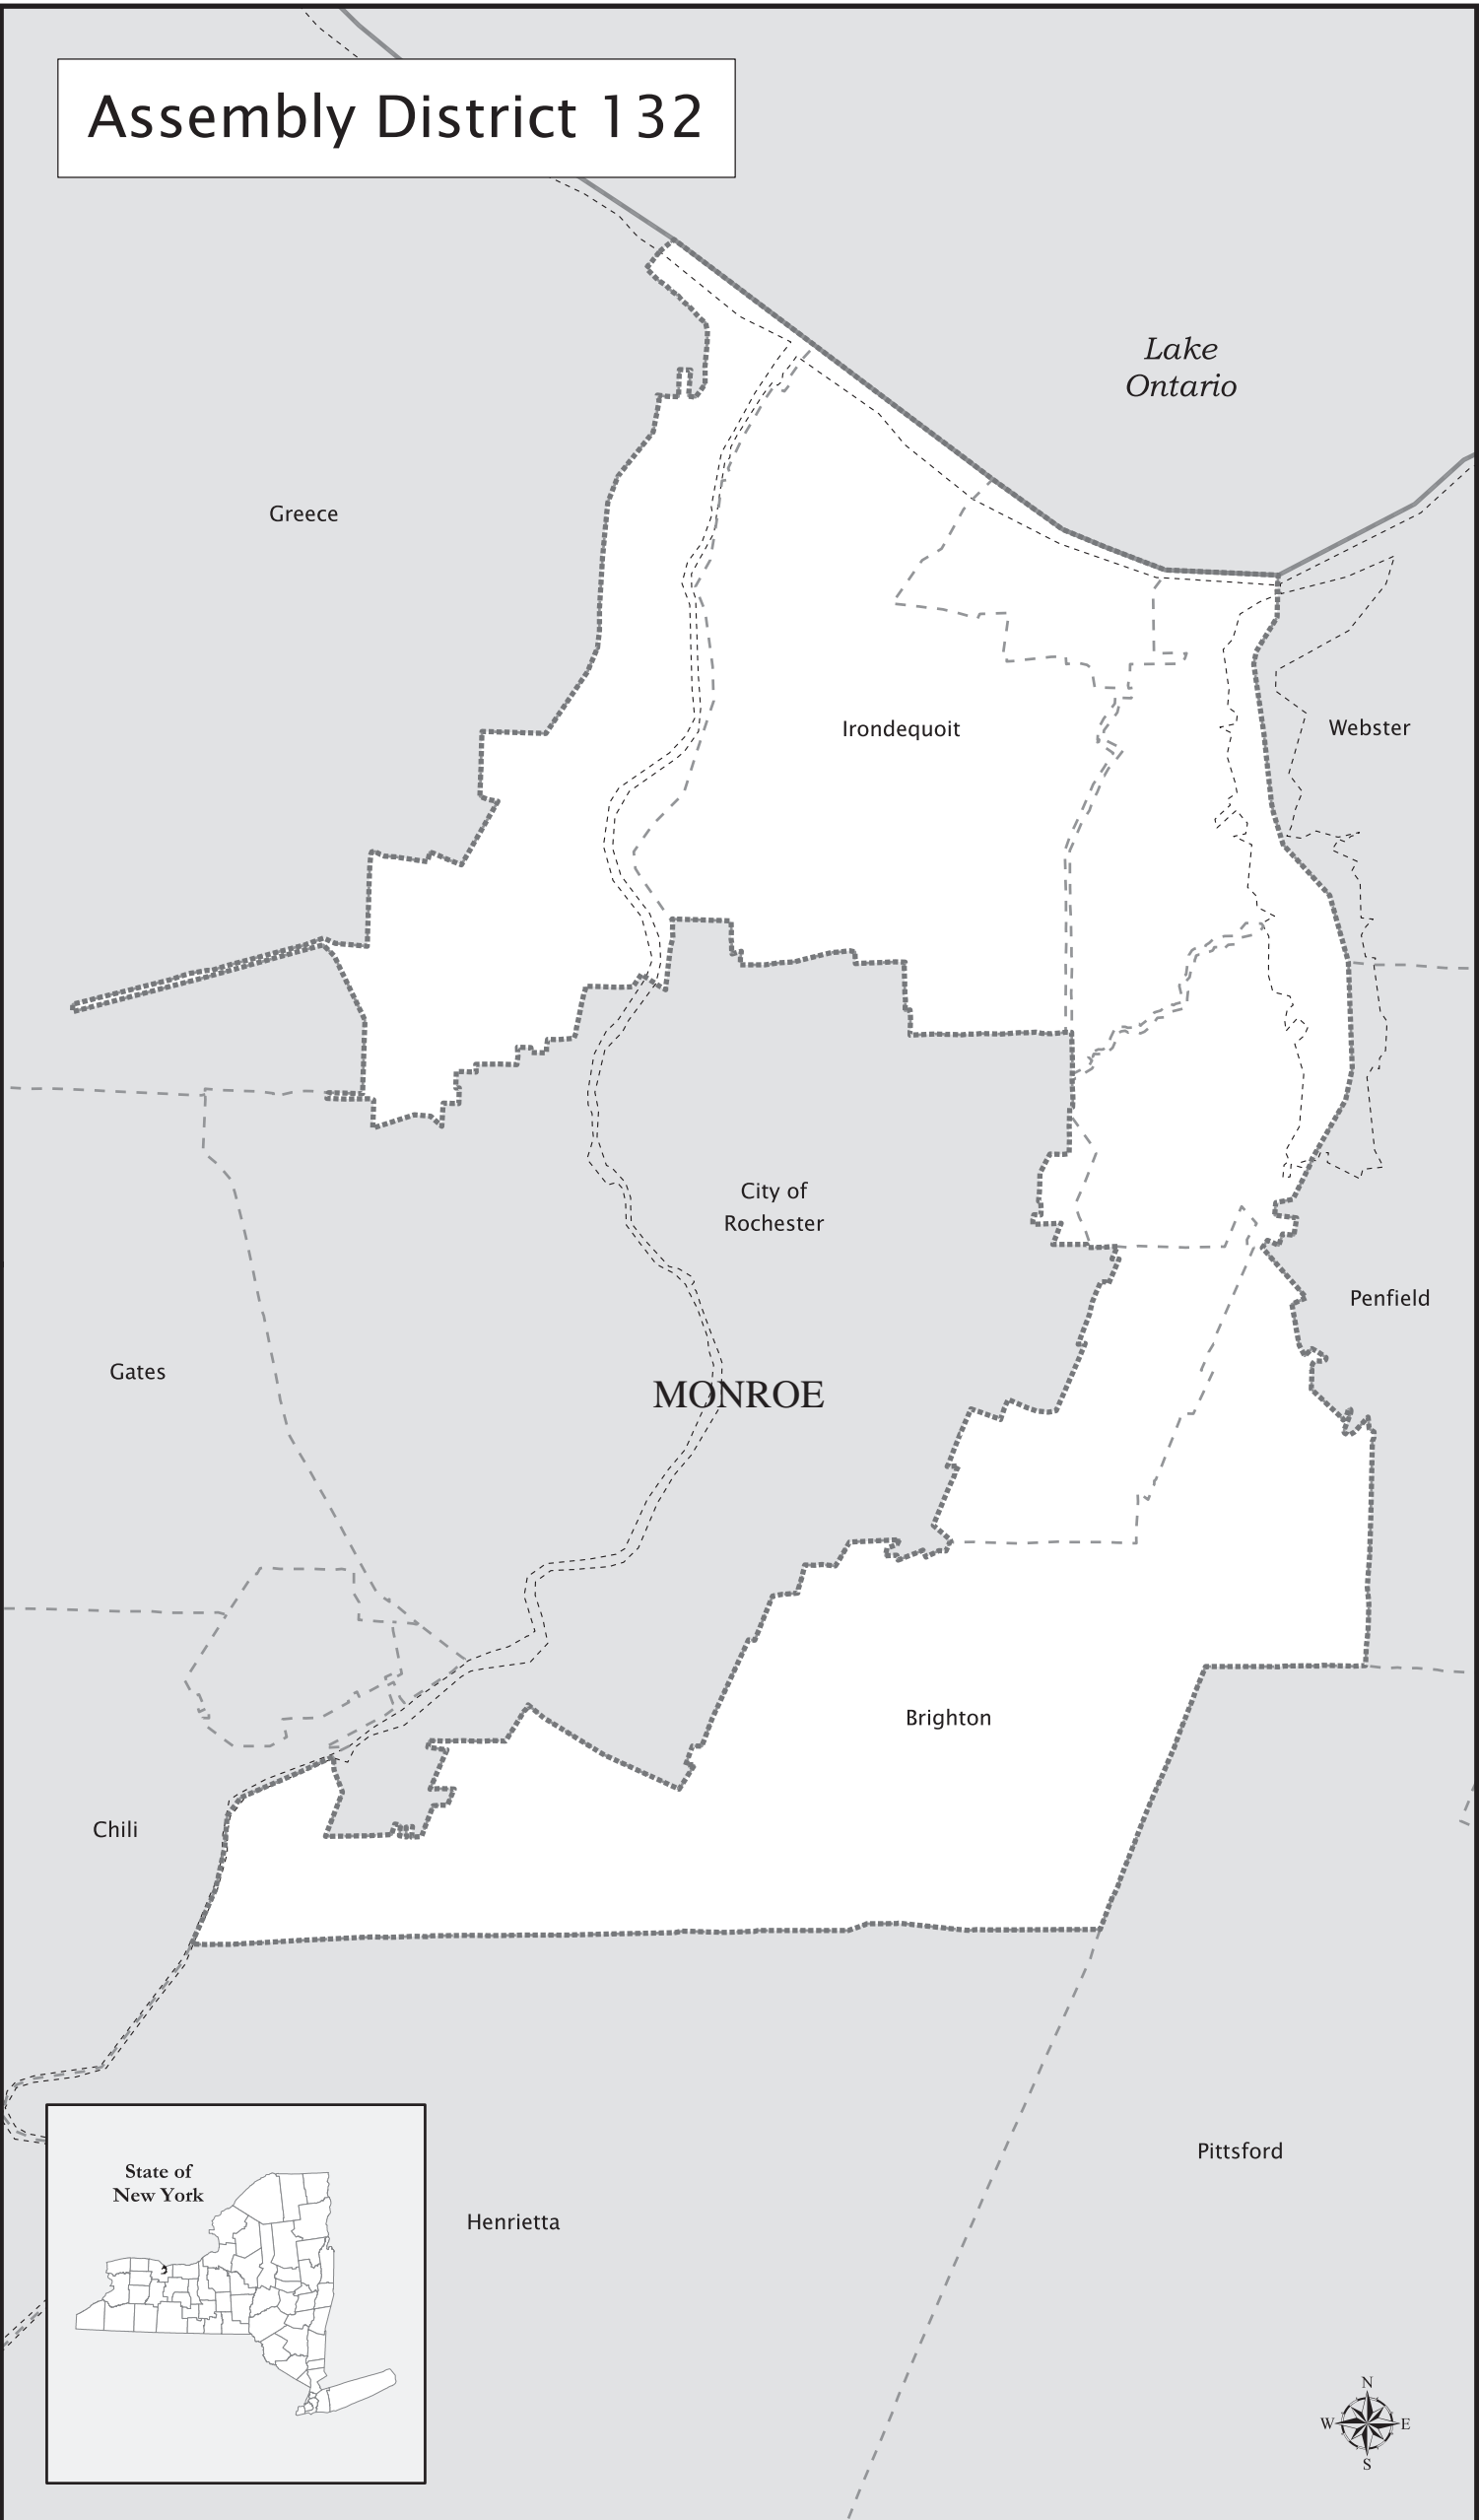 Assembly District 132
Lake
Ontario
Greece
Irondequoit
Webster
City of
Rochester
Penfield
Gates
MONROE
Brighton
Chili
Pittsford
State of
New York
Henrietta
N
W
E
S